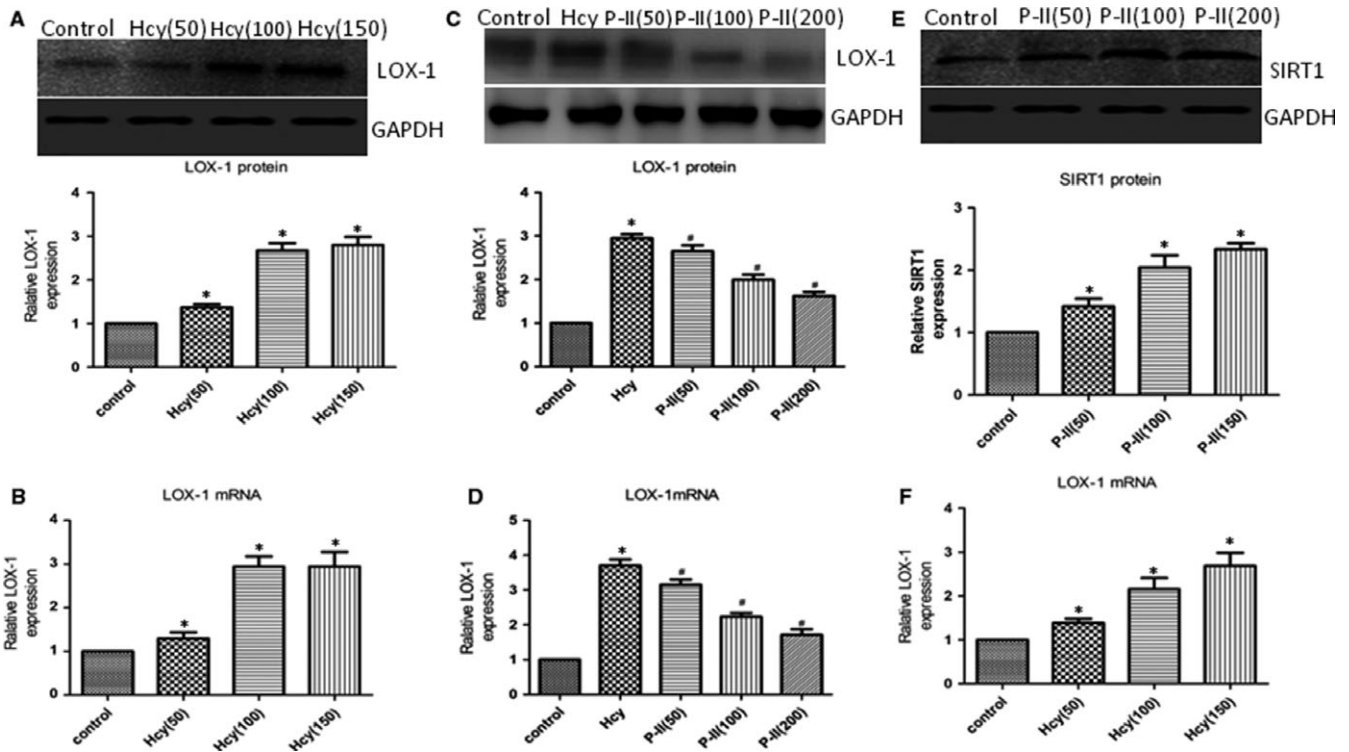 A
Control Hcy(50) Hcy(100) Hcy(150)
LOX-1
GAPDH
LOX-1 protein
Ralative LOX-1
expression
4
3
2
1
0
* * *
control Hcy(50) Hcy(100) Hcy(150)
B
LOX-1 mRNA
Ralative LOX-1
expression
4
3
2
1
0
* * *
control Hcy(50) Hcy(100) Hcy(150)
C
Control Hcy P-II(50) P-II(100) P-II(200)
LOX-1
GAPDH
LOX-1 protein
Ralative LOX-1
expression
4
3
2
1
0
* # # #
control Hcy P-II(50) P-II(100) P-II(200)
D
LOX-1mRNA
Ralative LOX-1
expression
5
4
3
2
1
0
* # # #
control Hcy P-II(50) P-II(100) P-II(200)
E
Control P-II(50) P-II(100) P-II(200)
SIRT1
GAPDH
SIRT1 protein
Relative SIRT1
expression
3
2
1
0
* * *
control P-II(50) P-II(100) P-II(150)
F
LOX-1 mRNA
Ralative LOX-1
expression
4
3
2
1
0
* * *
control Hcy(50) Hcy(100) Hcy(150)